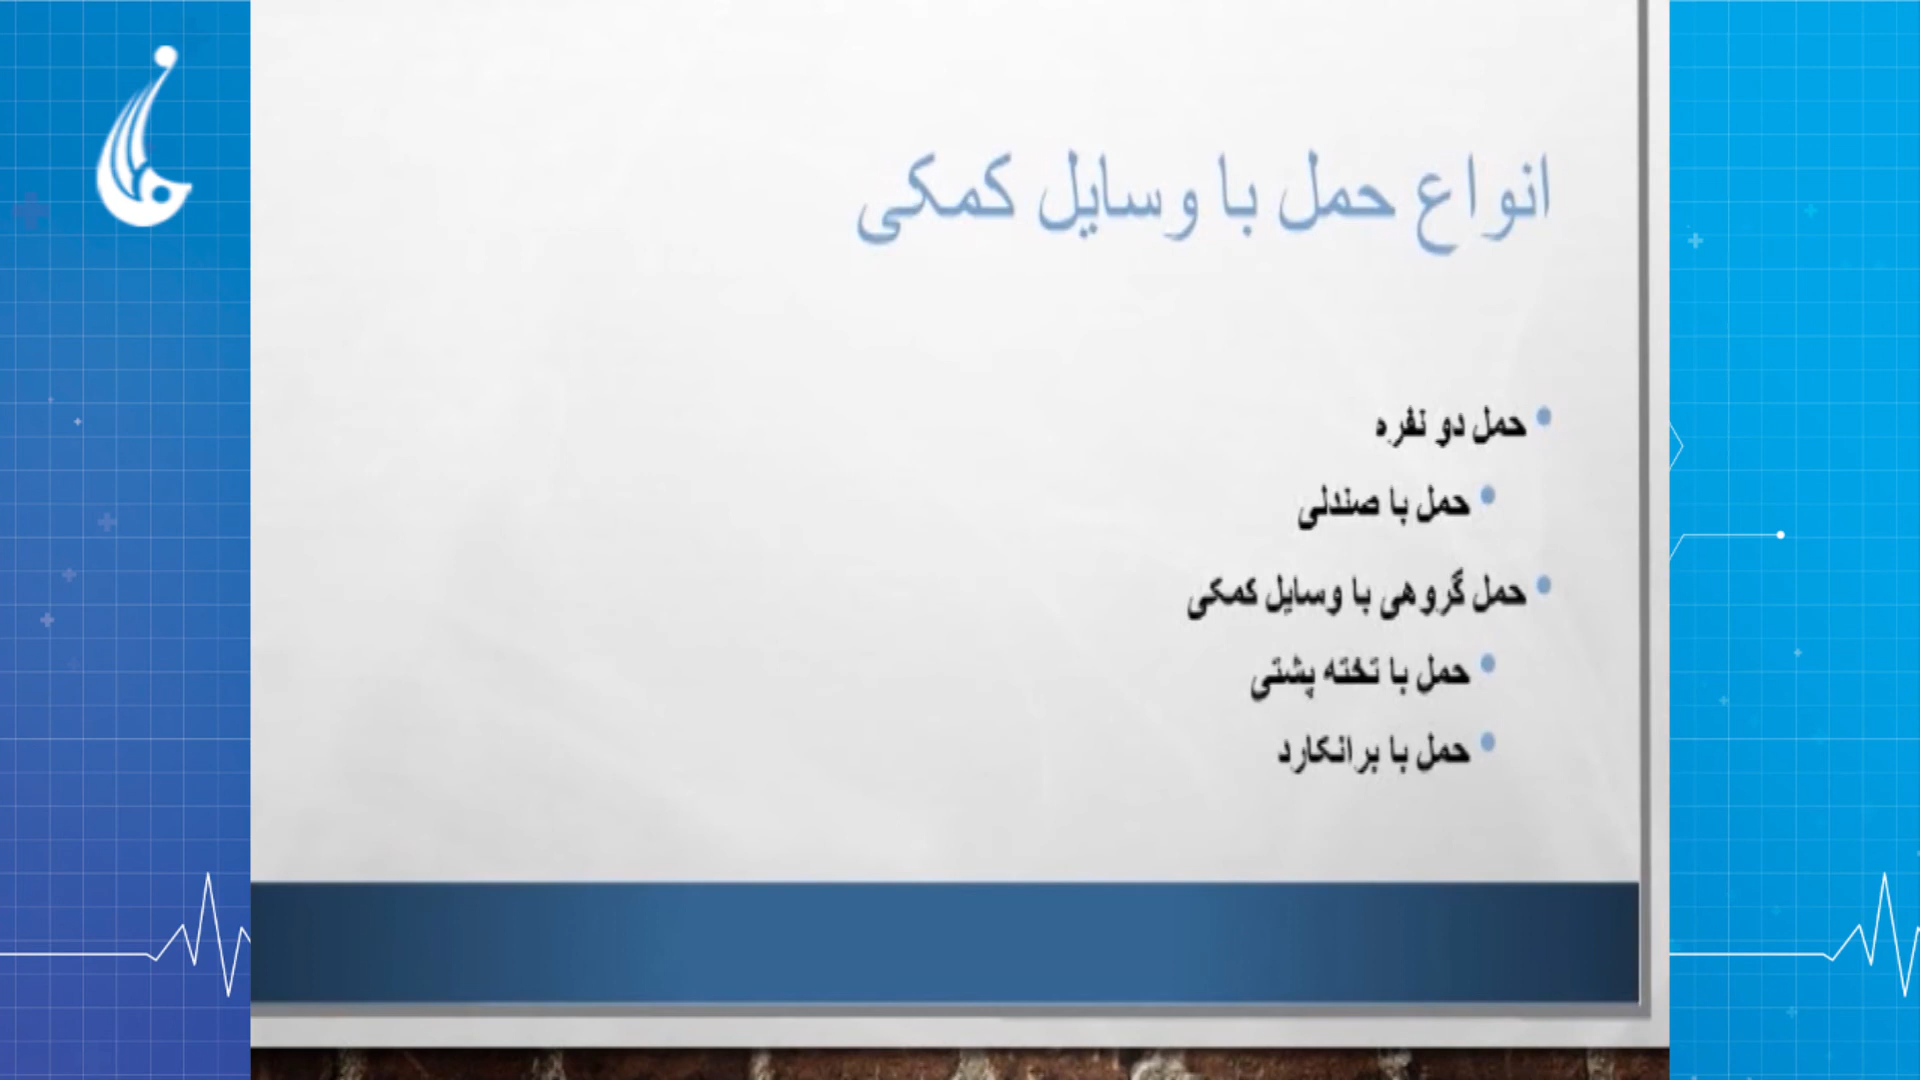 انواع حمل با وسایل کمکی
• حمل دو نفره
• حمل با صندلی
• حمل گروهی با وسایل کمکی
• حمل با تخته پشتی
• حمل با برانکارد